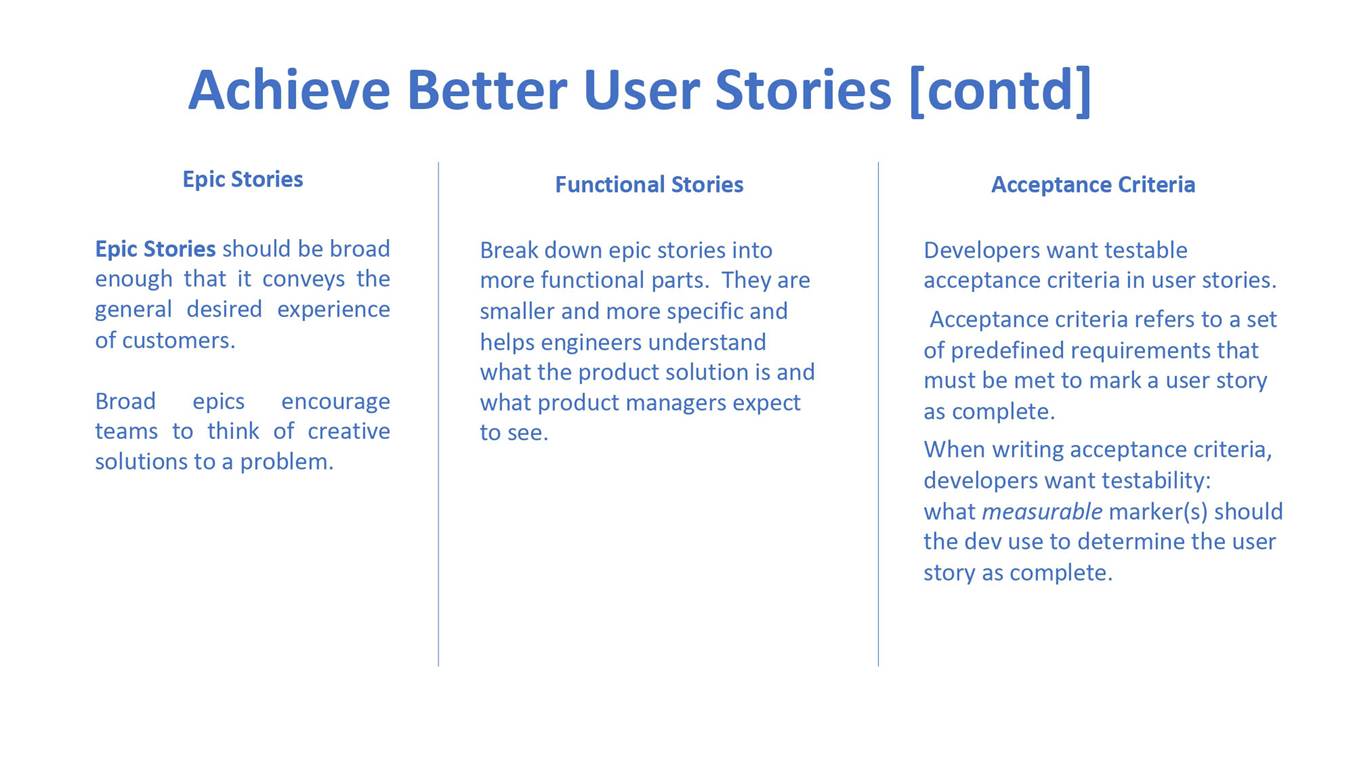 Achieve Better User Stories [contd]
Epic Stories
Epic Stories should be broad
enough that it conveys the
general desired experience
of customers.
Broad epics encourage
teams to think of creative
solutions to a problem.
Functional Stories
Break down epic stories into
more functional parts.  They are
smaller and more specific and
helps engineers understand
what the product solution is and
what product managers expect
to see.
Acceptance Criteria
Developers want testable
acceptance criteria in user stories.
Acceptance criteria refers to a set
of predefined requirements that
must be met to mark a user story
as complete.
When writing acceptance criteria,
developers want testability:
what measurable marker(s) should
the dev use to determine the user
story as complete.